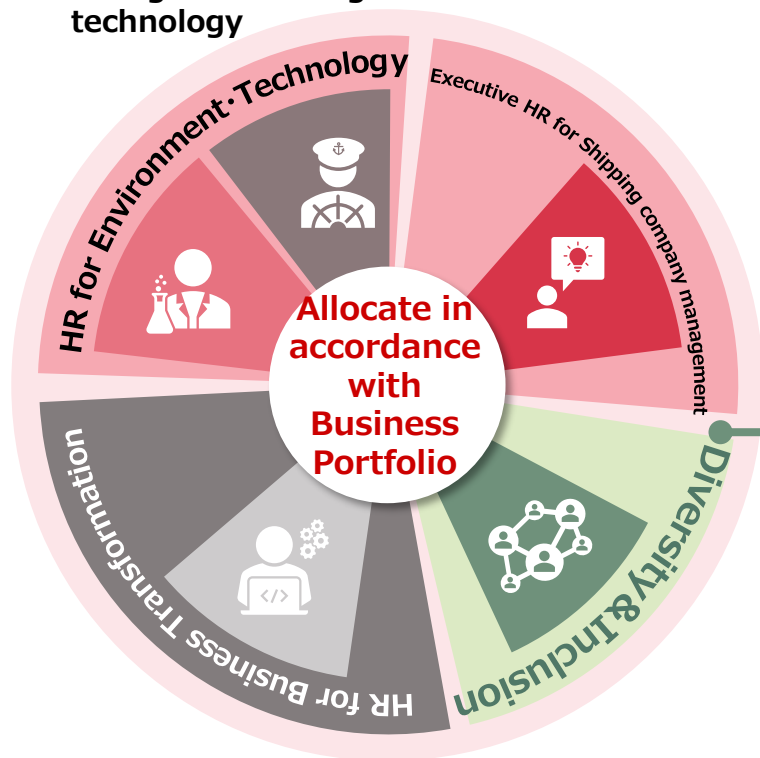 technology
HR for Environment･Technology
Executive HR for Shipping company management
Allocate in
accordance
with
Business
Portfolio
</>
HR for Business Transformation
Diversity&Inclusion